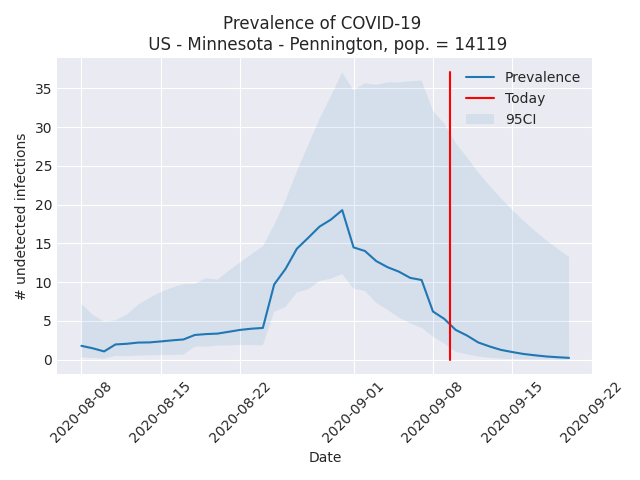 Prevalence of COVID-19
US - Minnesota - Pennington, pop. = 14119
Prevalence
Today
95CI
# undetected infections
35
30
25
20
15
10
5
0
2020-08-08
2020-08-15
2020-08-22
2020-09-01
2020-09-08
2020-09-15
2020-09-22
Date